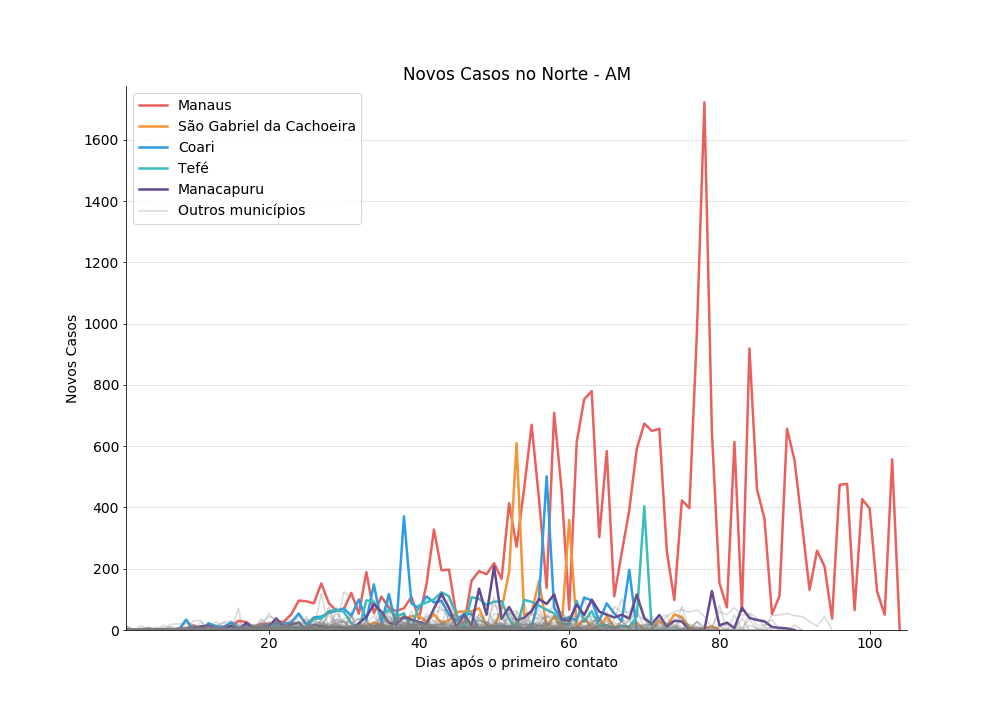 Novos Casos no Norte - AM
Manaus
São Gabriel da Cachoeira
Coari
Tefé
Manacapuru
Outros municípios
Novos Casos
1600
1400
1200
1000
800
600
400
200
0
20 40 60 80 100
Dias após o primeiro contato